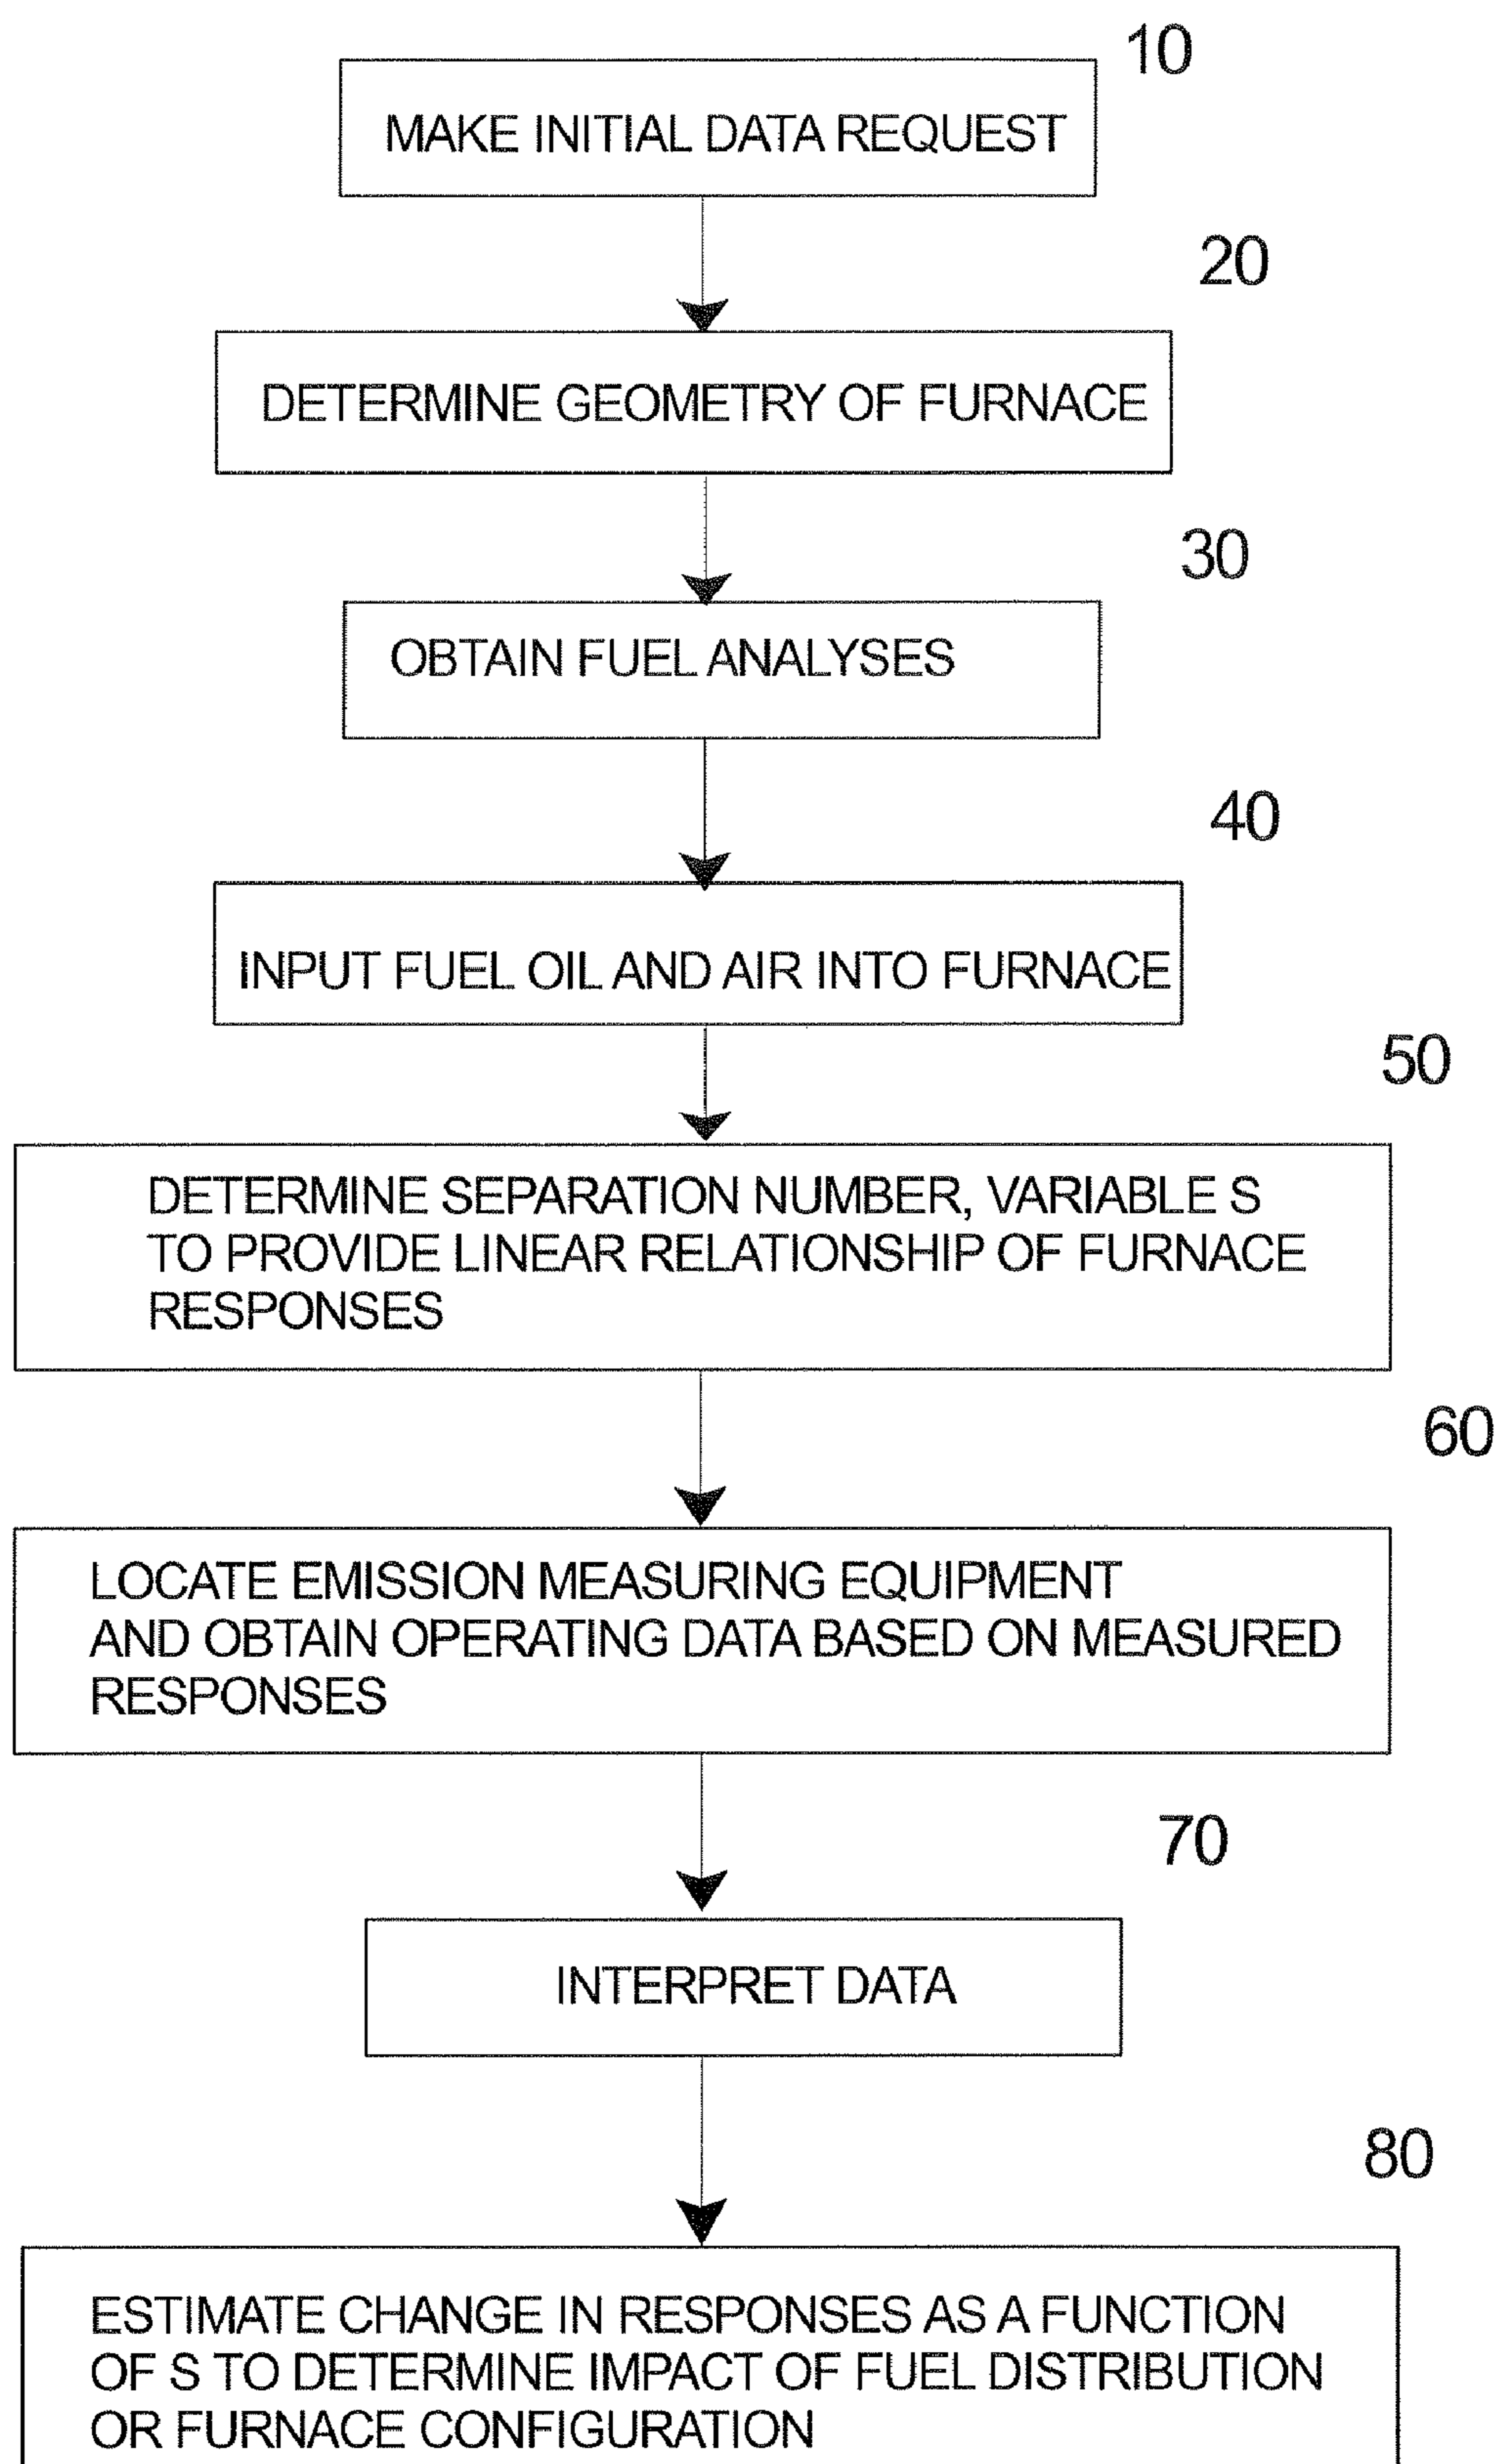 10
MAKE INITIAL DATA REQUEST
20
DETERMINE GEOMETRY OF FURNACE
30
OBTAIN FUEL ANALYSES
40
INPUT FUEL OIL AND AIR INTO FURNACE
50
DETERMINE SEPARATION NUMBER, VARIABLE S
TO PROVIDE LINEAR RELATIONSHIP OF FURNACE
RESPONSES
60
LOCATE EMISSION MEASURING EQUIPMENT
AND OBTAIN OPERATING DATA BASED ON MEASURED
RESPONSES
70
INTERPRET DATA
80
ESTIMATE CHANGE IN RESPONSES AS A FUNCTION
OF S TO DETERMINE IMPACT OF FUEL DISTRIBUTION
OR FURNACE CONFIGURATION